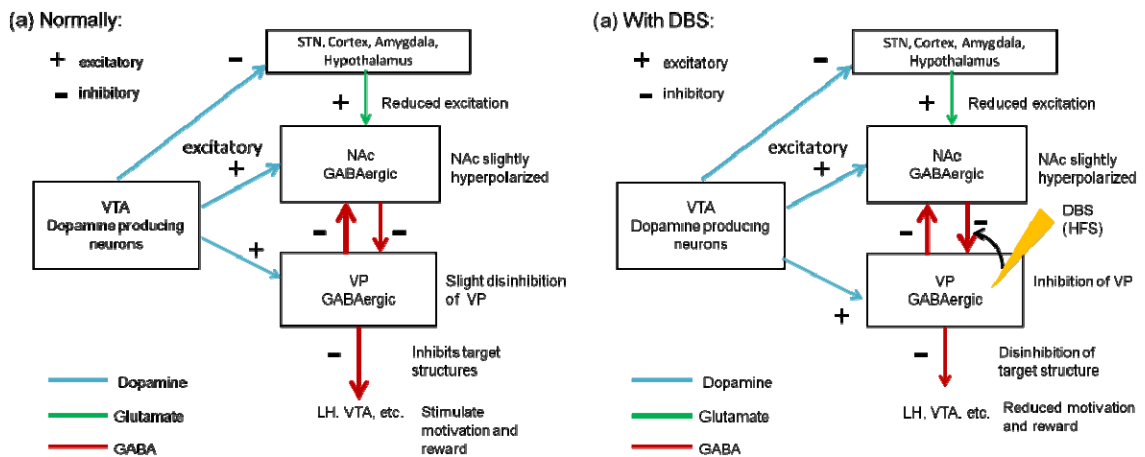 (a) Normally:
+ excitatory
- inhibitory
-
STN, Cortex, Amygdala,
Hypothalamus
+
Reduced excitation
excitatory
+
NAc
GABAergic
NAc slightly
hyperpolarized
VTA
Dopamine producing
neurons
-
-
+
VP
GABAergic
Slight disinhibition
of VP
-
Inhibits target
structures
Dopamine
Glutamate
GABA
LH. VTA, etc.
Stimulate
motivation and
reward
(a) With DBS:
+ excitatory
- inhibitory
-
STN, Cortex, Amygdala,
Hypothalamus
+
Reduced excitation
excitatory
+
NAc
GABAergic
NAc slightly
hyperpolarized
VTA
Dopamine producing
neurons
-
-
DBS
(HFS)
+
VP
GABAergic
Inhibition of VP
-
Disinhibition of
target structure
Dopamine
Glutamate
GABA
LH. VTA. etc.
Reduced motivation
and reward